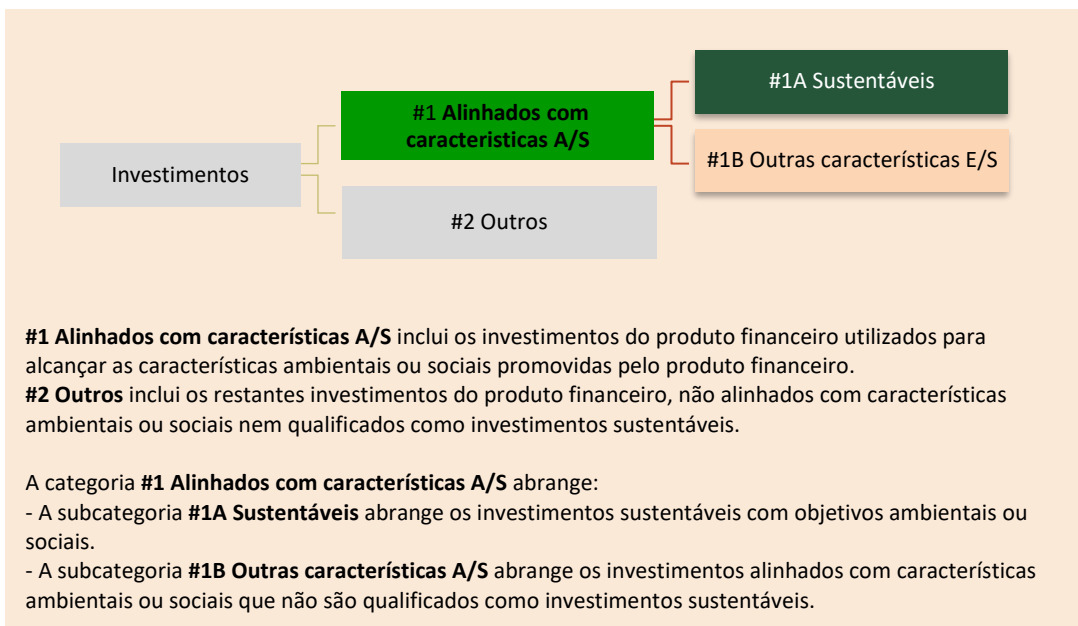 #1A Sustentáveis
#1 Alinhados com
caracteristicas A/S
#1B Outras características E/S
Investimentos
#2 Outros
#1 Alinhados com características A/S inclui os investimentos do produto financeiro utilizados para
alcançar as características ambientais ou sociais promovidas pelo produto financeiro.
#2 Outros inclui os restantes investimentos do produto financeiro, não alinhados com características
ambientais ou sociais nem qualificados como investimentos sustentáveis.
A categoria #1 Alinhados com características A/S abrange:
- A subcategoria #1A Sustentáveis abrange os investimentos sustentáveis com objetivos ambientais ou
sociais.
- A subcategoria #1B Outras características A/S abrange os investimentos alinhados com características
ambientais ou sociais que não são qualificados como investimentos sustentáveis.